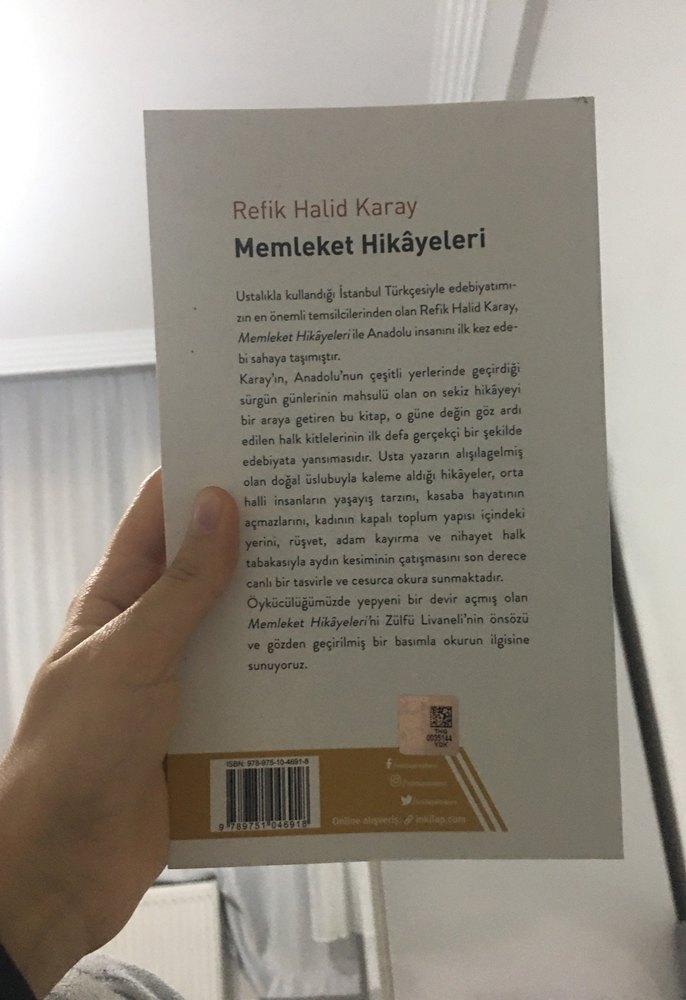 Refik Halid Karay
Memleket Hikâyeleri
Ustalıkla kullandığı İstanbul Türkçesiyle edebiyatımı-
zın en önemli temsilcilerinden olan Refik Halid Karay,
Memleket Hikâyeleri ile Anadolu insanını ilk kez ede-
bi sahaya taşımıştır.
Karay'ın, Anadolu'nun çeşitli yerlerinde geçirdiği
sürgün günlerinin mahsulü olan on sekiz hikâyeyi
bir araya getiren bu kitap, o güne değin göz ardı
edilen halk kitlelerinin ilk defa gerçekçi bir şekilde
edebiyata yansımasıdır. Usta yazarın alışılagelmiş
olan doğal üslubuyla kaleme aldığı hikâyeler, orta
halli insanların yaşayış tarzını, kasaba hayatının
açmazlarını, kadının kapalı toplum yapısı içindeki
yerini, rüşvet, adam kayırma ve nihayet halk
tabakasıyla aydın kesiminin çatışmasını son derece
canlı bir tasvirle ve cesurca okura sunmaktadır.
Öykücülüğümüzde yepyeni bir devir açmış olan
Memleket Hikâyeleri'ni Zülfü Livaneli'nin önsözü
ve gözden geçirilmiş bir basımla okurun ilgisine
sunuyoruz.
THG
0035144
YDK
ISBN: 978-975-10-4691-8
9 789751 046918
Online alışveriş: inkilap.com